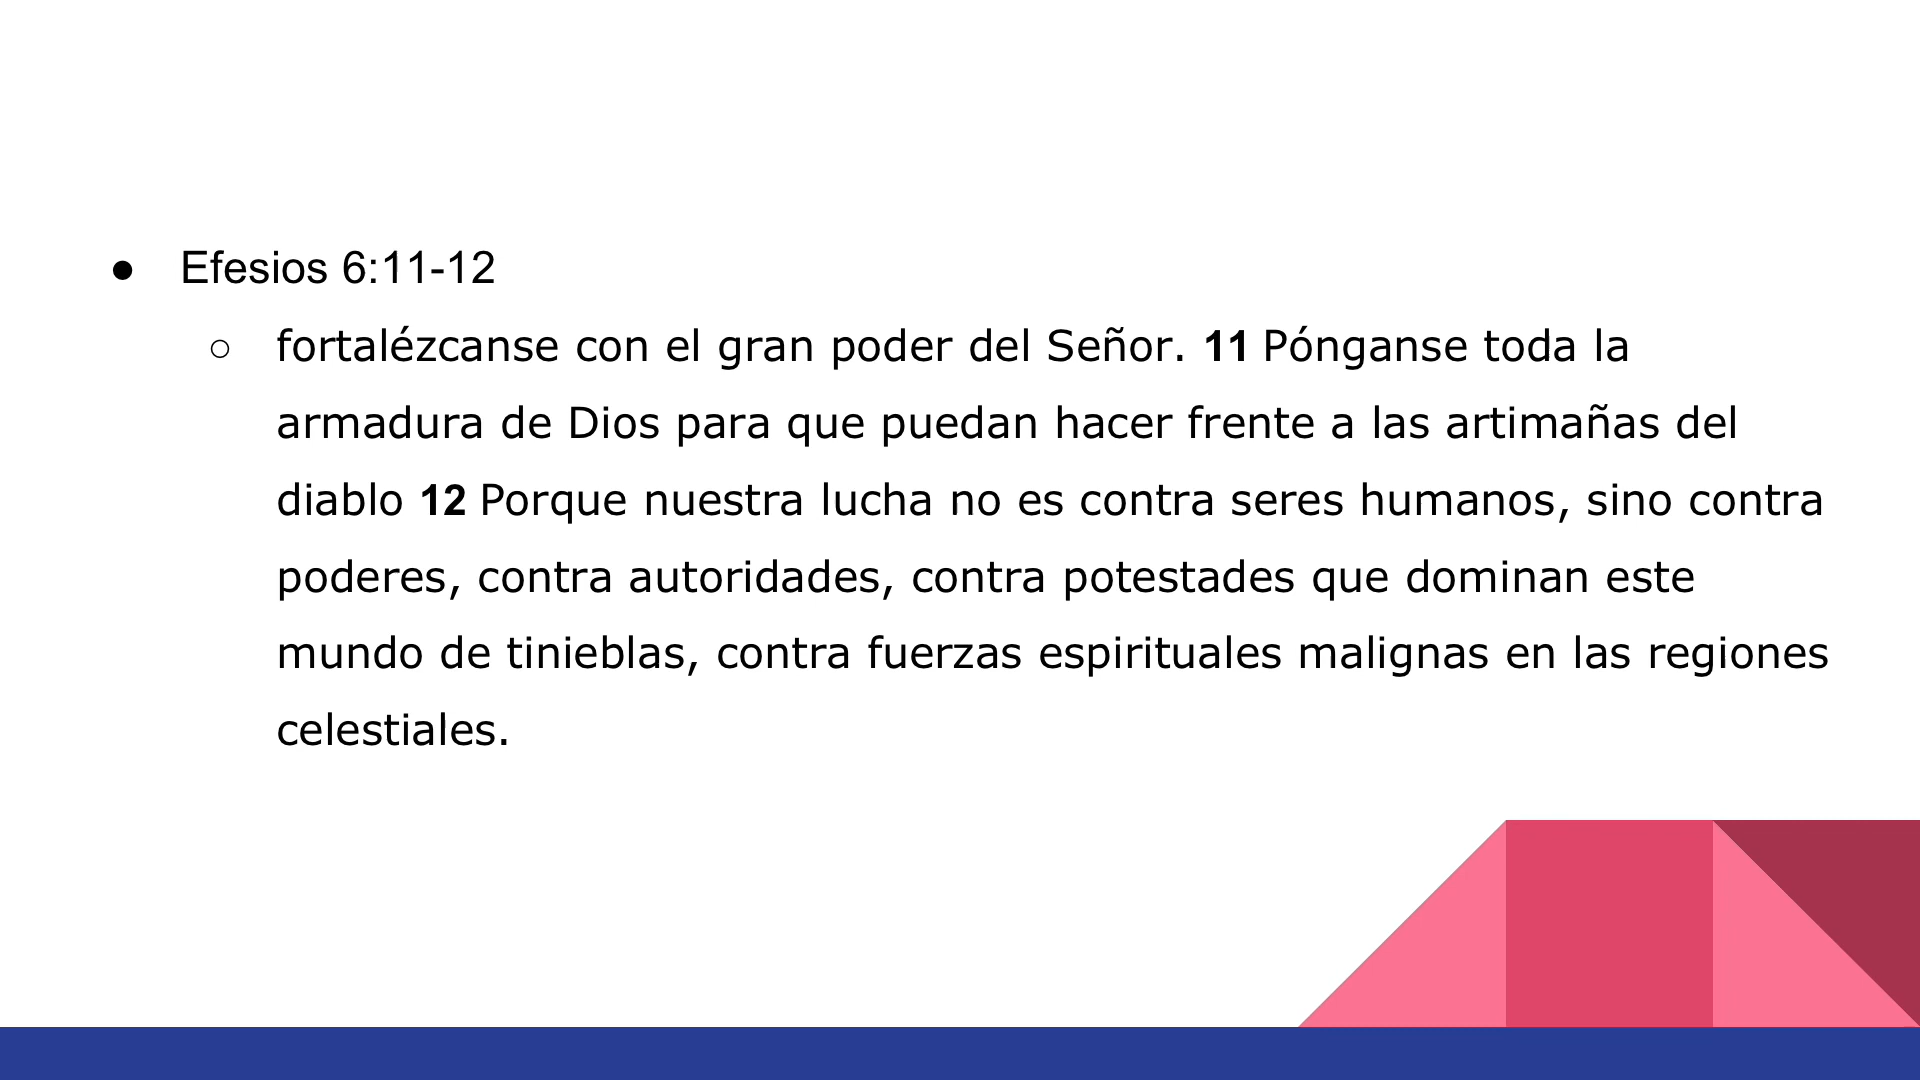 ● Efesios 6:11-12
○ fortalézcanse con el gran poder del Señor. 11 Pónganse toda la
armadura de Dios para que puedan hacer frente a las artimañas del
diablo 12 Porque nuestra lucha no es contra seres humanos, sino contra
poderes, contra autoridades, contra potestades que dominan este
mundo de tinieblas, contra fuerzas espirituales malignas en las regiones
celestiales.